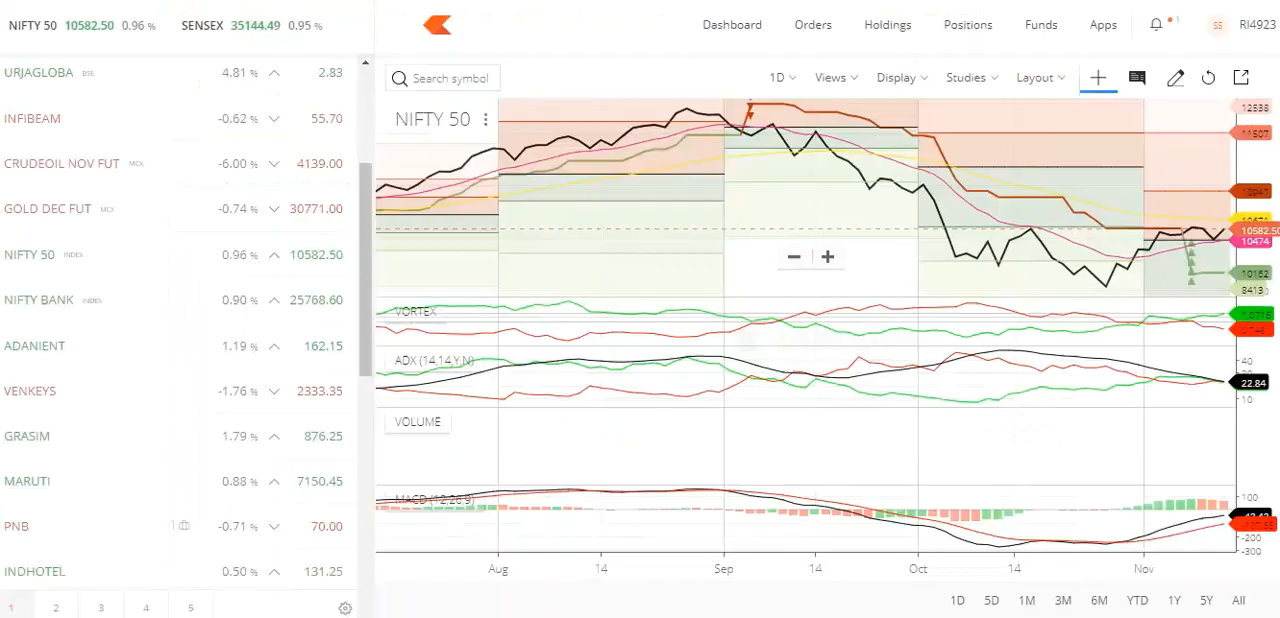 NIFTY 50 10582.50 0.96 % SENSEX 35144.49 0.95 %
Dashboard Orders Holdings Positions Funds Apps 1 SS RI4923
URJAGLOBA BSE 4.81 % 2.83
INFIBEAM -0.62 % 55.70
CRUDEOIL NOV FUT MCX -6.00 % 4139.00
GOLD DEC FUT MCX -0.74 % 30771.00
NIFTY 50 INDEX 0.96 % 10582.50
NIFTY BANK INDEX 0.90 % 25768.60
ADANIENT 1.19 % 162.15
VENKEYS -1.76 % 2333.35
GRASIM 1.79 % 876.25
MARUTI 0.88 % 7150.45
PNB 1 -0.71 % 70.00
INDHOTEL 0.50 % 131.25
1 2 3 4 5
Search symbol 1D Views Display Studies Layout
NIFTY 50
12538
11507
10947
10582.50
10474
10162
8413
VORTEX
ADX (14,14,Y,N)
40
22.84
10
VOLUME
MACD (12,26,9)
100
-200
-300
Aug 14 Sep 14 Oct 14 Nov
1D 5D 1M 3M 6M YTD 1Y 5Y All